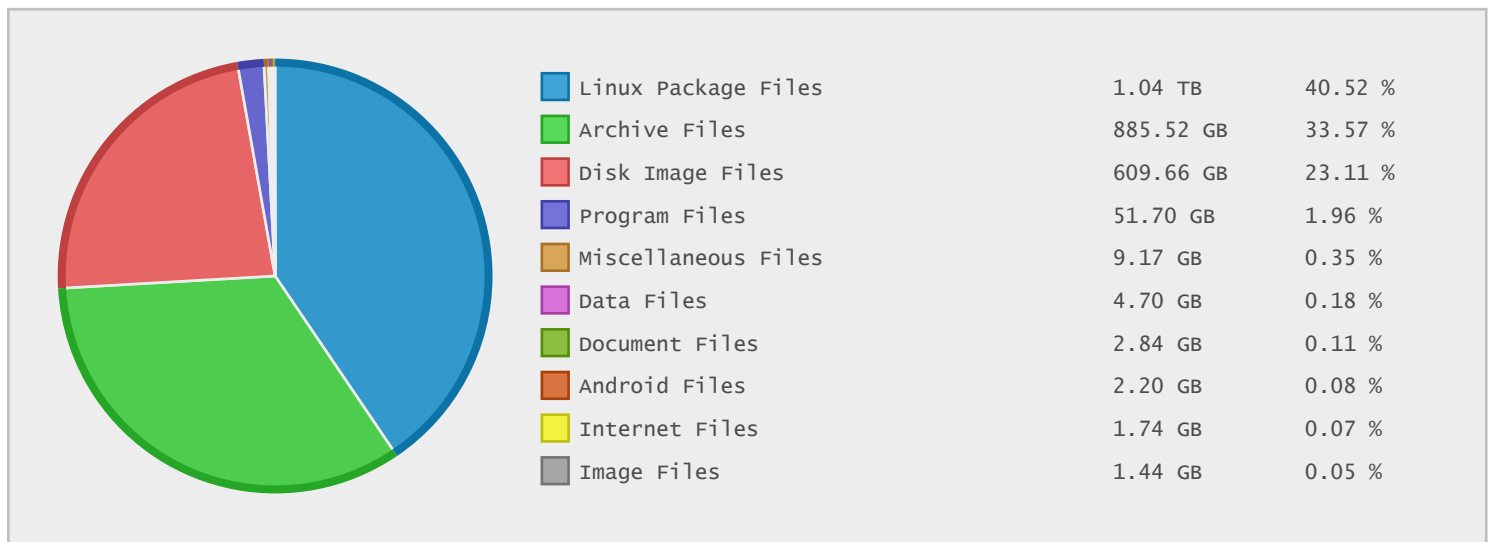 Linux Package Files 1.04 TB 40.52 %
Archive Files 885.52 GB 33.57 %
Disk Image Files 609.66 GB 23.11 %
Program Files 51.70 GB 1.96 %
Miscellaneous Files 9.17 GB 0.35 %
Data Files 4.70 GB 0.18 %
Document Files 2.84 GB 0.11 %
Android Files 2.20 GB 0.08 %
Internet Files 1.74 GB 0.07 %
Image Files 1.44 GB 0.05 %